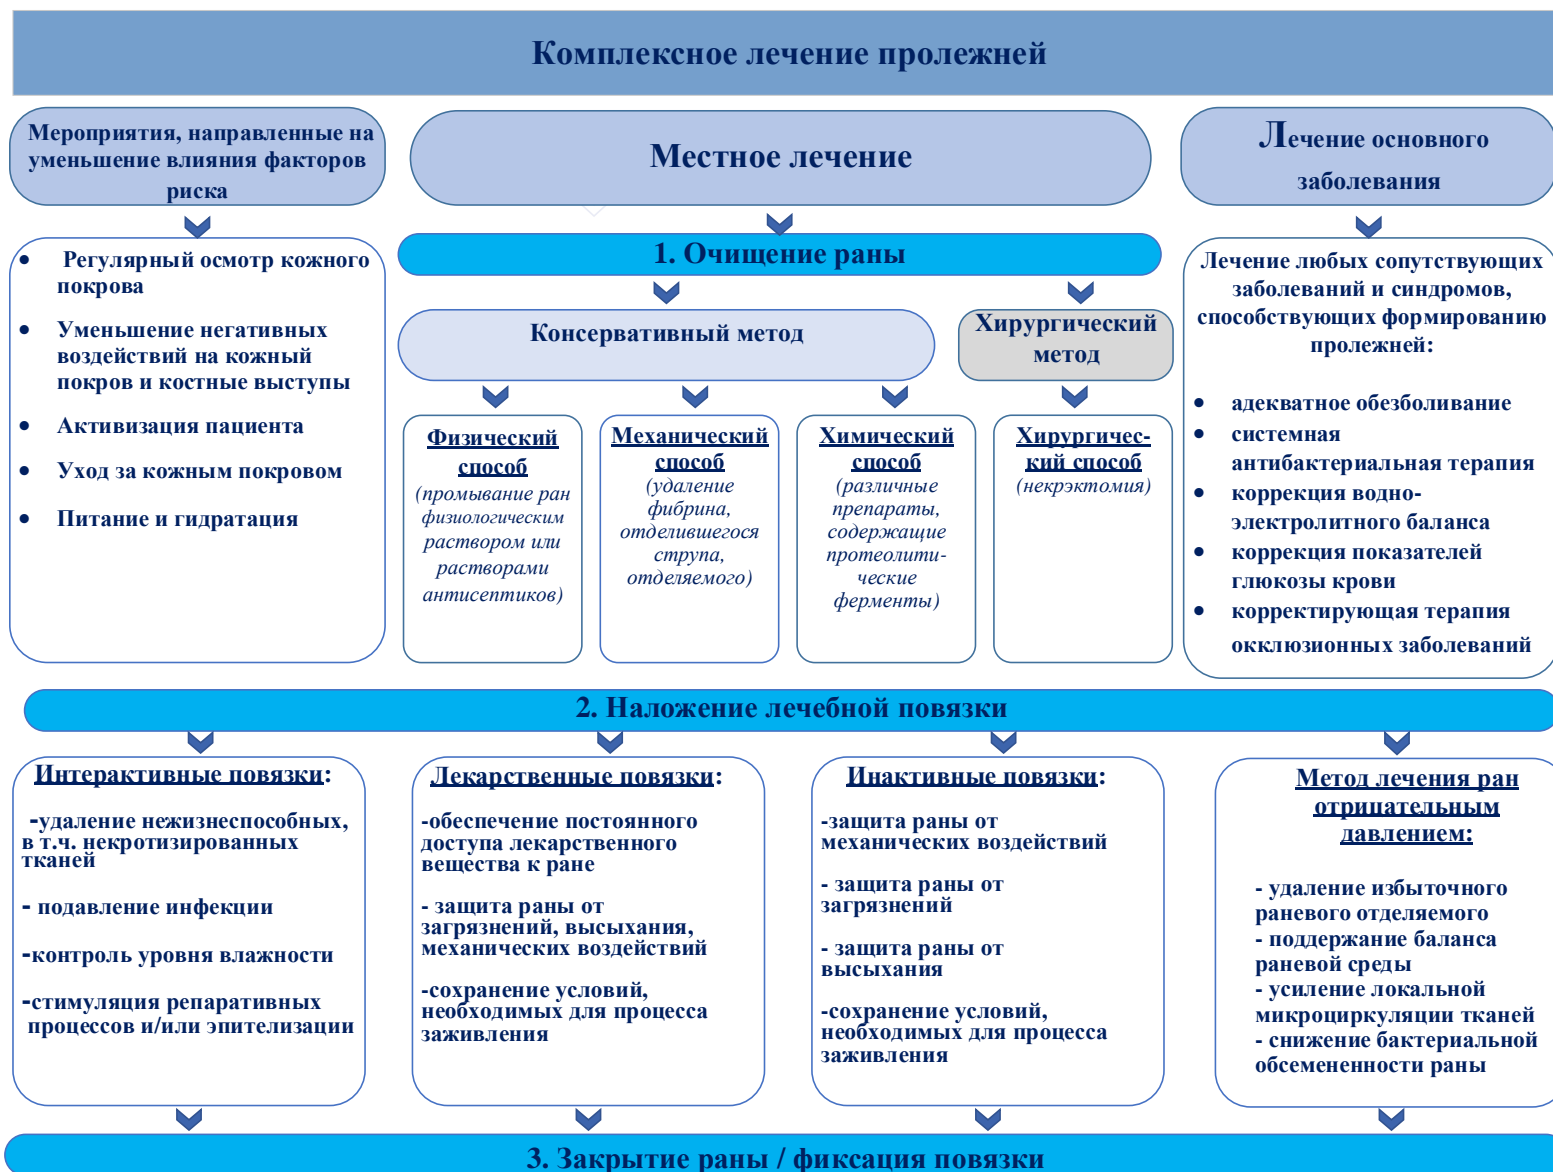 Комплексное лечение пролежней
Мероприятия, направленные на
уменьшение влияния факторов
риска
Местное лечение
Лечение основного
заболевания
• Регулярный осмотр кожного
покрова
• Уменьшение негативных
воздействий на кожный
покров и костные выступы
• Активизация пациента
• Уход за кожным покровом
• Питание и гидратация
1. Очищение раны
Консервативный метод
Хирургический
метод
Физический
способ
(промывание ран
физиологическим
раствором или
растворами
антисептиков)
Механический
способ
(удаление
фибрина,
отделившегося
струпа,
отделяемого)
Химический
способ
(различные
препараты,
содержащие
протеолити-
ческие
ферменты)
Хирургичес-
кий способ
(некрэктомия)
Лечение любых сопутствующих
заболеваний и синдромов,
способствующих формированию
пролежней:
• адекватное обезболивание
• системная
антибактериальная терапия
• коррекция водно-
электролитного баланса
• коррекция показателей
глюкозы крови
• корректирующая терапия
окклюзионных заболеваний
2. Наложение лечебной повязки
Интерактивные повязки:
-удаление нежизнеспособных,
в т.ч. некротизированных
тканей
- подавление инфекции
-контроль уровня влажности
-стимуляция репаративных
процессов и/или эпителизации
Лекарственные повязки:
-обеспечение постоянного
доступа лекарственного
вещества к ране
- защита раны от
загрязнений, высыхания,
механических воздействий
-сохранение условий,
необходимых для процесса
заживления
Инактивные повязки:
-защита раны от
механических воздействий
- защита раны от
загрязнений
- защита раны от
высыхания
-сохранение условий,
необходимых для процесса
заживления
Метод лечения ран
отрицательным
давлением:
- удаление избыточного
раневого отделяемого
- поддержание баланса
раневой среды
- усиление локальной
микроциркуляции тканей
- снижение бактериальной
обсемененности раны
3. Закрытие раны / фиксация повязки